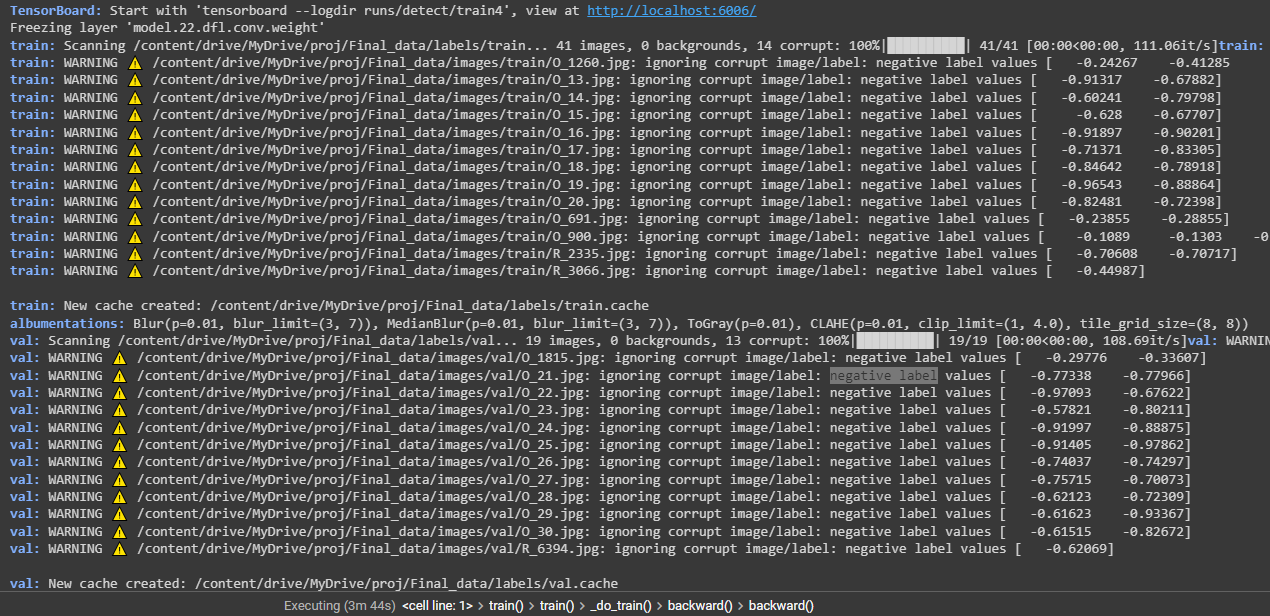 TensorBoard: Start with 'tensorboard --logdir runs/detect/train4', view at http://localhost:6006/
Freezing layer 'model.22.dfl.conv.weight'
train: Scanning /content/drive/MyDrive/proj/Final_data/labels/train... 41 images, 0 backgrounds, 14 corrupt: 100%|██████████| 41/41 [00:00<00:00, 111.06it/s]train:
train: WARNING ⚠ /content/drive/MyDrive/proj/Final_data/images/train/O_1260.jpg: ignoring corrupt image/label: negative label values [ -0.24267 -0.41285
train: WARNING ⚠ /content/drive/MyDrive/proj/Final_data/images/train/O_13.jpg: ignoring corrupt image/label: negative label values [ -0.91317 -0.67882]
train: WARNING ⚠ /content/drive/MyDrive/proj/Final_data/images/train/O_14.jpg: ignoring corrupt image/label: negative label values [ -0.60241 -0.79798]
train: WARNING ⚠ /content/drive/MyDrive/proj/Final_data/images/train/O_15.jpg: ignoring corrupt image/label: negative label values [ -0.628 -0.67707]
train: WARNING ⚠ /content/drive/MyDrive/proj/Final_data/images/train/O_16.jpg: ignoring corrupt image/label: negative label values [ -0.91897 -0.90201]
train: WARNING ⚠ /content/drive/MyDrive/proj/Final_data/images/train/O_17.jpg: ignoring corrupt image/label: negative label values [ -0.71371 -0.83305]
train: WARNING ⚠ /content/drive/MyDrive/proj/Final_data/images/train/O_18.jpg: ignoring corrupt image/label: negative label values [ -0.84642 -0.78918]
train: WARNING ⚠ /content/drive/MyDrive/proj/Final_data/images/train/O_19.jpg: ignoring corrupt image/label: negative label values [ -0.96543 -0.88864]
train: WARNING ⚠ /content/drive/MyDrive/proj/Final_data/images/train/O_20.jpg: ignoring corrupt image/label: negative label values [ -0.82481 -0.72398]
train: WARNING ⚠ /content/drive/MyDrive/proj/Final_data/images/train/O_691.jpg: ignoring corrupt image/label: negative label values [ -0.23855 -0.28855]
train: WARNING ⚠ /content/drive/MyDrive/proj/Final_data/images/train/O_900.jpg: ignoring corrupt image/label: negative label values [ -0.1089 -0.1303 -0
train: WARNING ⚠ /content/drive/MyDrive/proj/Final_data/images/train/R_2335.jpg: ignoring corrupt image/label: negative label values [ -0.70608 -0.70717]
train: WARNING ⚠ /content/drive/MyDrive/proj/Final_data/images/train/R_3066.jpg: ignoring corrupt image/label: negative label values [ -0.44987]
train: New cache created: /content/drive/MyDrive/proj/Final_data/labels/train.cache
albumentations: Blur(p=0.01, blur_limit=(3, 7)), MedianBlur(p=0.01, blur_limit=(3, 7)), ToGray(p=0.01), CLAHE(p=0.01, clip_limit=(1, 4.0), tile_grid_size=(8, 8))
val: Scanning /content/drive/MyDrive/proj/Final_data/labels/val... 19 images, 0 backgrounds, 13 corrupt: 100%|██████████| 19/19 [00:00<00:00, 108.69it/s]val: WARNIN
val: WARNING ⚠ /content/drive/MyDrive/proj/Final_data/images/val/O_1815.jpg: ignoring corrupt image/label: negative label values [ -0.29776 -0.33607]
val: WARNING ⚠ /content/drive/MyDrive/proj/Final_data/images/val/O_21.jpg: ignoring corrupt image/label: negative label values [ -0.77338 -0.77966]
val: WARNING ⚠ /content/drive/MyDrive/proj/Final_data/images/val/O_22.jpg: ignoring corrupt image/label: negative label values [ -0.97093 -0.67622]
val: WARNING ⚠ /content/drive/MyDrive/proj/Final_data/images/val/O_23.jpg: ignoring corrupt image/label: negative label values [ -0.57821 -0.80211]
val: WARNING ⚠ /content/drive/MyDrive/proj/Final_data/images/val/O_24.jpg: ignoring corrupt image/label: negative label values [ -0.91997 -0.88875]
val: WARNING ⚠ /content/drive/MyDrive/proj/Final_data/images/val/O_25.jpg: ignoring corrupt image/label: negative label values [ -0.91405 -0.97862]
val: WARNING ⚠ /content/drive/MyDrive/proj/Final_data/images/val/O_26.jpg: ignoring corrupt image/label: negative label values [ -0.74037 -0.74297]
val: WARNING ⚠ /content/drive/MyDrive/proj/Final_data/images/val/O_27.jpg: ignoring corrupt image/label: negative label values [ -0.75715 -0.70073]
val: WARNING ⚠ /content/drive/MyDrive/proj/Final_data/images/val/O_28.jpg: ignoring corrupt image/label: negative label values [ -0.62123 -0.72309]
val: WARNING ⚠ /content/drive/MyDrive/proj/Final_data/images/val/O_29.jpg: ignoring corrupt image/label: negative label values [ -0.61623 -0.93367]
val: WARNING ⚠ /content/drive/MyDrive/proj/Final_data/images/val/O_30.jpg: ignoring corrupt image/label: negative label values [ -0.61515 -0.82672]
val: WARNING ⚠ /content/drive/MyDrive/proj/Final_data/images/val/R_6394.jpg: ignoring corrupt image/label: negative label values [ -0.62069]
val: New cache created: /content/drive/MyDrive/proj/Final_data/labels/val.cache
Executing (3m 44s) <cell line: 1> > train() > train() > _do_train() > backward() > backward()